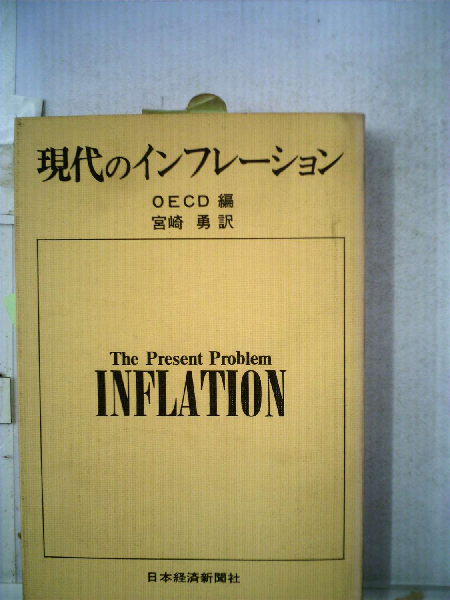 現代のインフレーション
OECD 編
宮崎 勇 訳
The Present Problem
INFLATION
日本経済新聞社